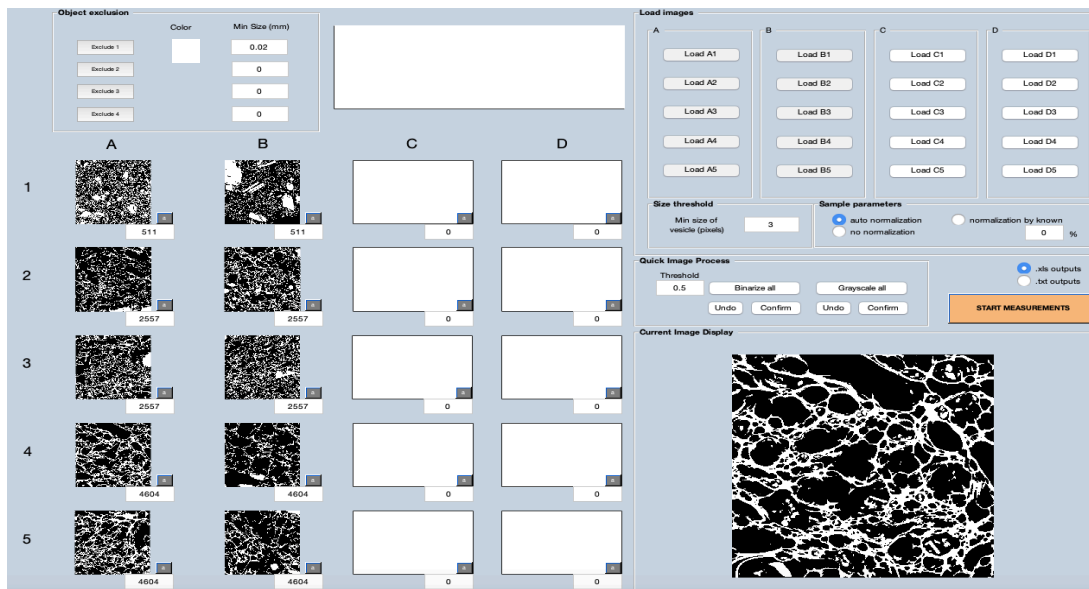 Object exclusion
Color
Min Size (mm)
Exclude 1
0.02
Exclude 2
0
Exclude 3
0
Exclude 4
0
A B C D
1
a a a a
511 511 0 0
2
a a a a
2557 2557 0 0
3
a a a a
2557 2557 0 0
4
a a a a
4604 4604 0 0
5
a a a a
4604 4604 0 0
Load images
A B C D
Load A1 Load B1 Load C1 Load D1
Load A2 Load B2 Load C2 Load D2
Load A3 Load B3 Load C3 Load D3
Load A4 Load B4 Load C4 Load D4
Load A5 Load B5 Load C5 Load D5
Size threshold
Min size of
vesicle (pixels)
3
Sample parameters
auto normalization
normalization by known
no normalization
0 %
Quick Image Process
Threshold
0.5
Binarize all
Grayscale all
Undo Confirm Undo Confirm
.xls outputs
.txt outputs
START MEASUREMENTS
Current Image Display